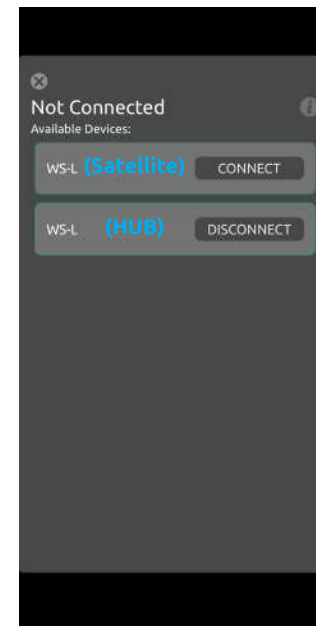 Not Connected
Available Devices:
WS-L (Satellite) CONNECT
WS-L (HUB) DISCONNECT